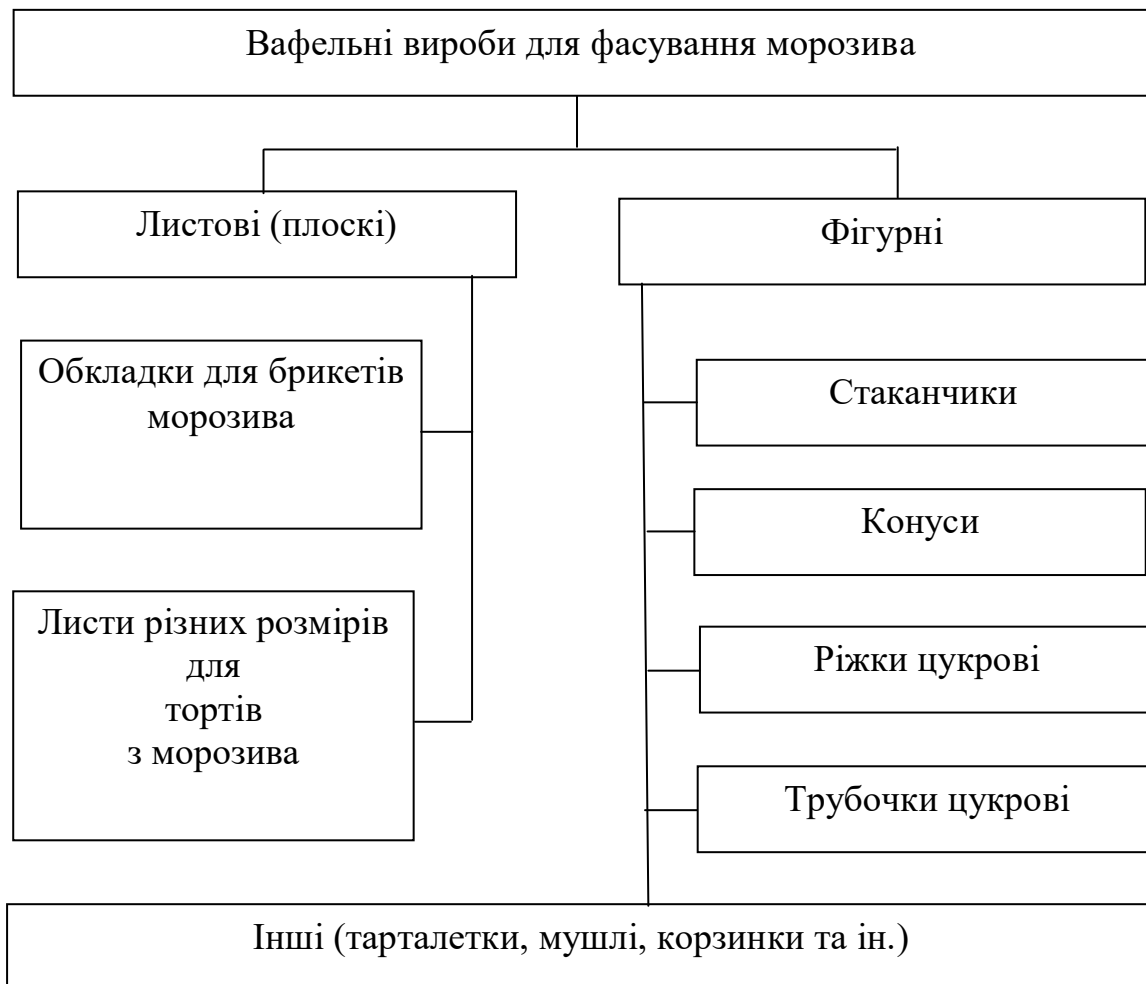 Вафельні вироби для фасування морозива
Листові (плоскі)
Фігурні
Обкладки для брикетів
морозива
Стаканчики
Конуси
Листи різних розмірів
для
тортів
з морозива
Ріжки цукрові
Трубочки цукрові
Інші (тарталетки, мушлі, корзинки та ін.)